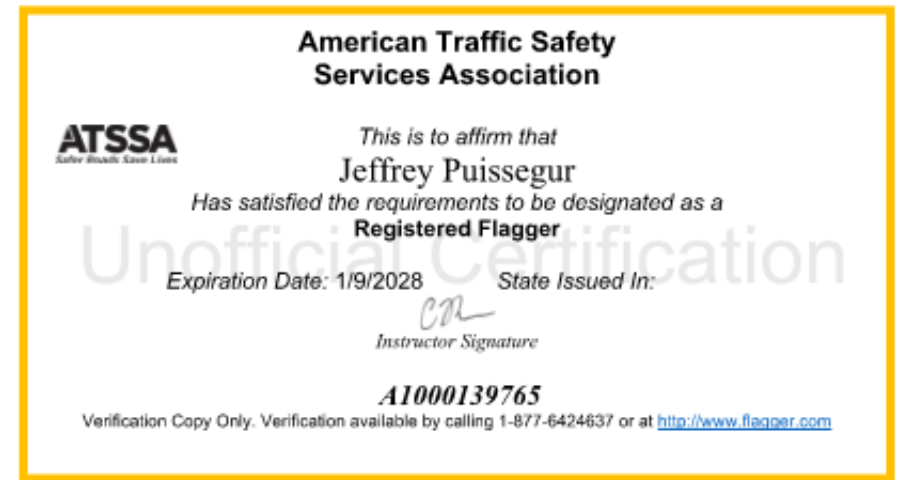 American Traffic Safety
Services Association
ATSSA
Safer Roads Save Lives
This is to affirm that
Jeffrey Puissegur
Has satisfied the requirements to be designated as a
Registered Flagger
Unofficial Certification
Expiration Date: 1/9/2028 State Issued In:
Instructor Signature
A1000139765
Verification Copy Only. Verification available by calling 1-877-6424637 or at http://www.flagger.com